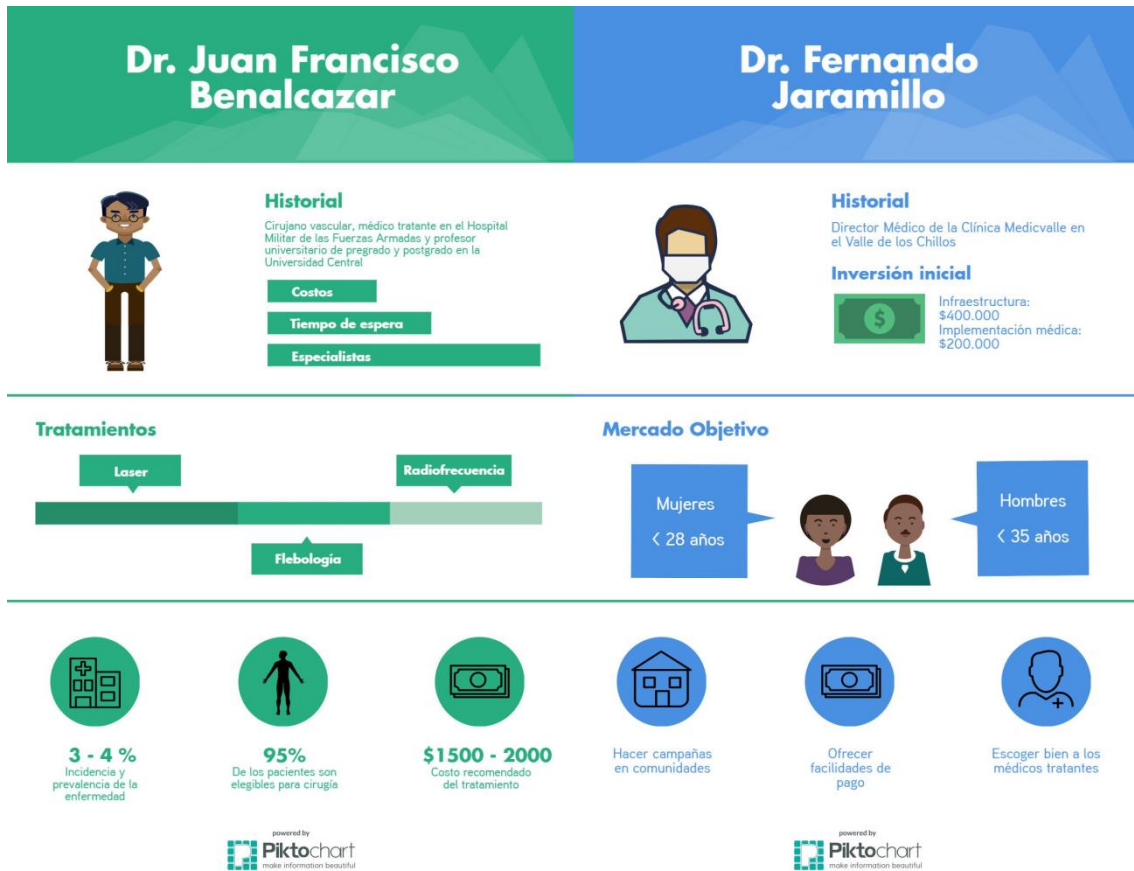 Dr. Juan Francisco
Benalcazar
Historial
Cirujano vascular, médico tratante en el Hospital
Militar de las Fuerzas Armadas y profesor
universitario de pregrado y postgrado en la
Universidad Central
Costos
Tiempo de espera
Especialistas
Tratamientos
Laser
Radiofrecuencia
Flebología
3 - 4 %
Incidencia y
prevalencia de la
enfermedad
95%
De los pacientes son
elegibles para cirugía
$1500 - 2000
Costo recomendado
del tratamiento
powered by
Piktochart
make information beautiful
Dr. Fernando
Jaramillo
Historial
Director Médico de la Clínica Medicvalle en
el Valle de los Chillos
Inversión inicial
$
Infraestructura:
$400.000
Implementación médica:
$200.000
Mercado Objetivo
Mujeres
< 28 años
Hombres
< 35 años
Hacer campañas
en comunidades
Ofrecer
facilidades de
pago
Escoger bien a los
médicos tratantes
powered by
Piktochart
make information beautiful